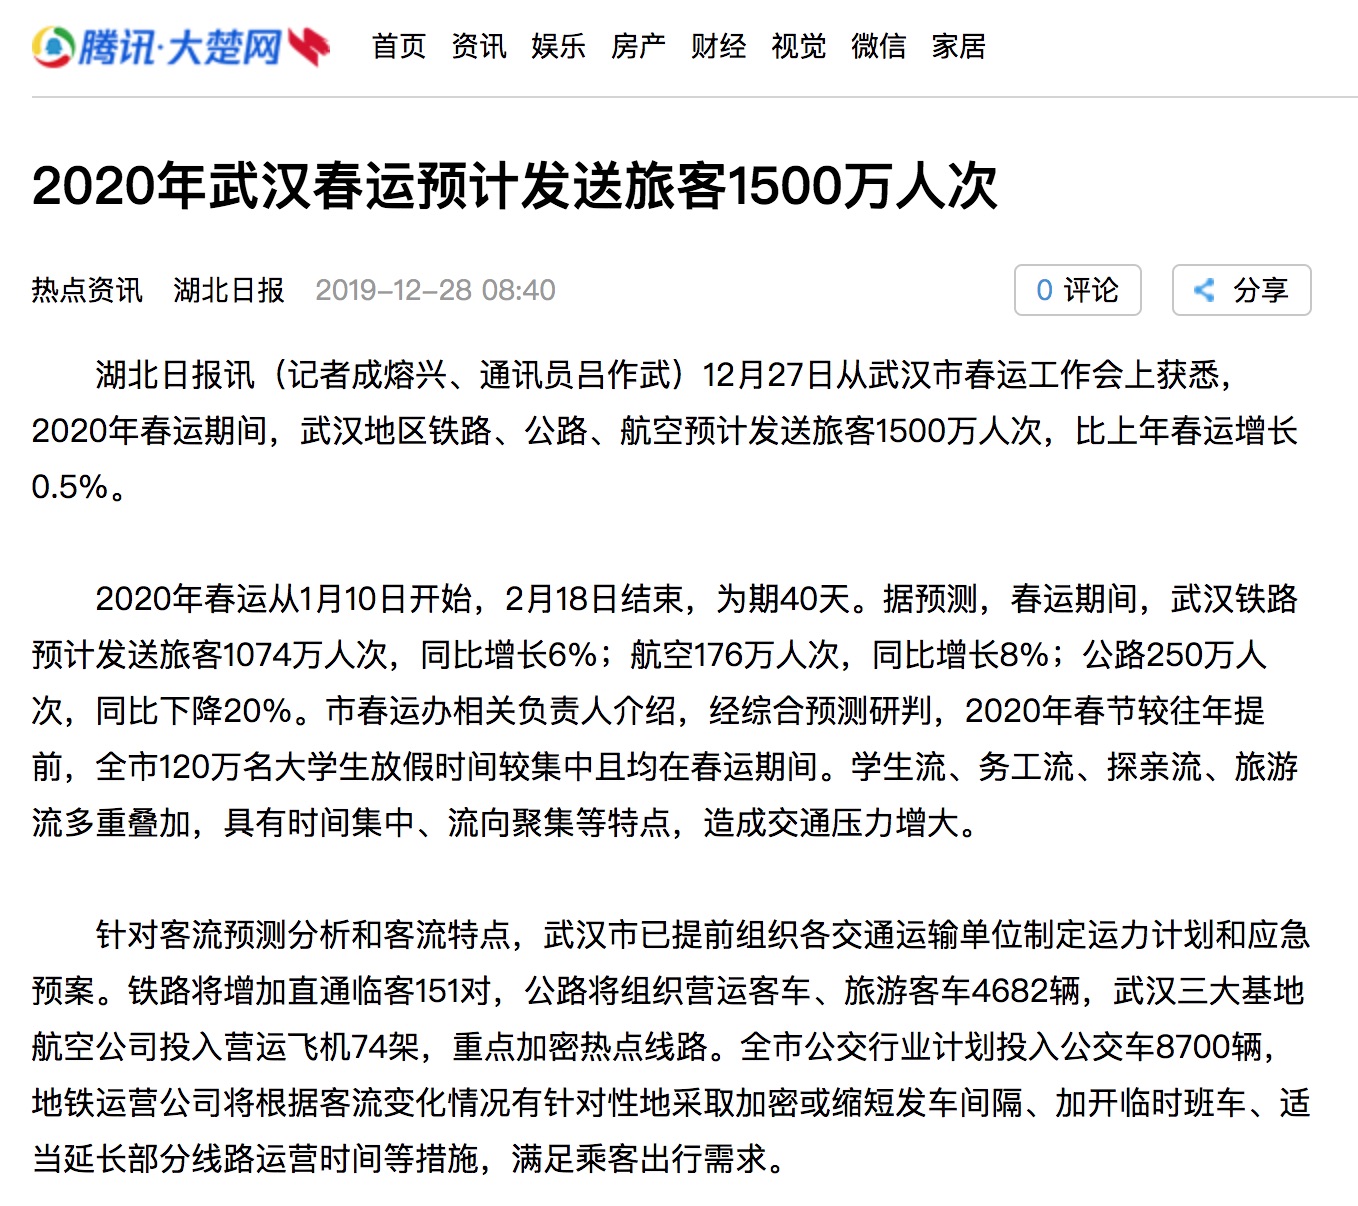 腾讯·大楚网 首页 资讯 娱乐 房产 财经 视觉 微信 家居
2020年武汉春运预计发送旅客1500万人次
热点资讯 湖北日报 2019-12-28 08:40 0 评论 分享
湖北日报讯（记者成熔兴、通讯员吕作武）12月27日从武汉市春运工作会上获悉，
2020年春运期间，武汉地区铁路、公路、航空预计发送旅客1500万人次，比上年春运增长
0.5%。
2020年春运从1月10日开始，2月18日结束，为期40天。据预测，春运期间，武汉铁路
预计发送旅客1074万人次，同比增长6%；航空176万人次，同比增长8%；公路250万人
次，同比下降20%。市春运办相关负责人介绍，经综合预测研判，2020年春节较往年提
前，全市120万名大学生放假时间较集中且均在春运期间。学生流、务工流、探亲流、旅游
流多重叠加，具有时间集中、流向聚集等特点，造成交通压力增大。
针对客流预测分析和客流特点，武汉市已提前组织各交通运输单位制定运力计划和应急
预案。铁路将增加直通临客151对，公路将组织营运客车、旅游客车4682辆，武汉三大基地
航空公司投入营运飞机74架，重点加密热点线路。全市公交行业计划投入公交车8700辆，
地铁运营公司将根据客流变化情况有针对性地采取加密或缩短发车间隔、加开临时班车、适
当延长部分线路运营时间等措施，满足乘客出行需求。